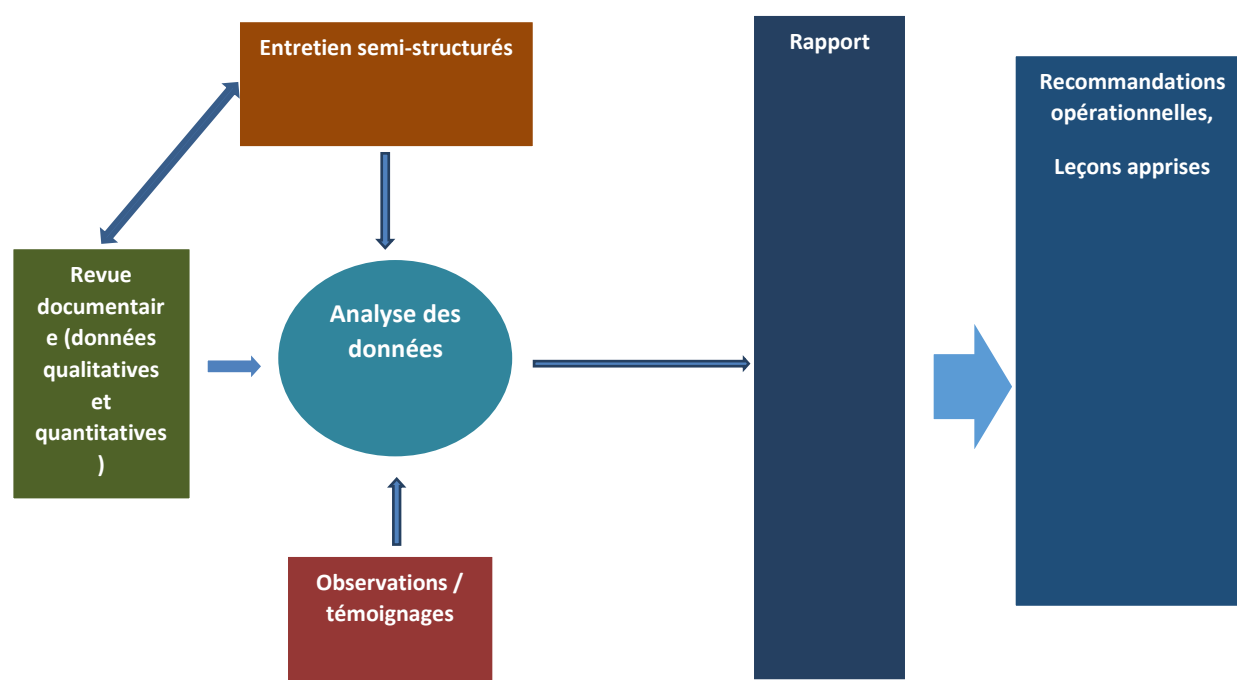 Entretien semi-structurés
Rapport
Recommandations
opérationnelles,
Leçons apprises
Revue
documentair
e (données
qualitatives
et
quantitatives
)
Analyse des
données
Observations /
témoignages